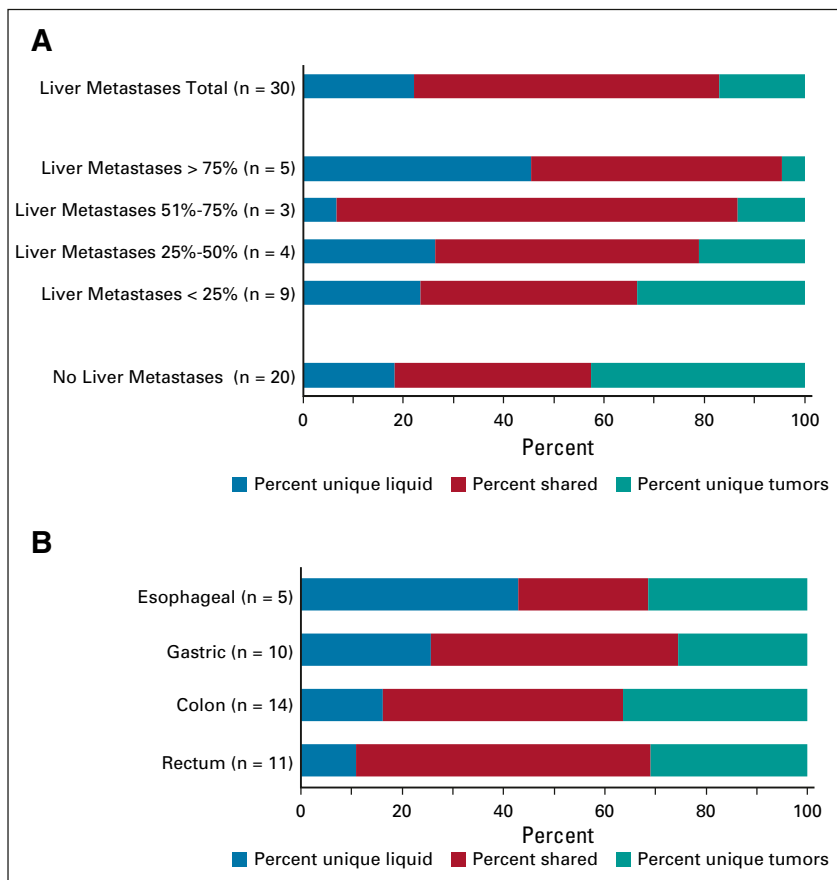 A
Liver Metastases Total (n = 30)
Liver Metastases > 75% (n = 5)
Liver Metastases 51%-75% (n = 3)
Liver Metastases 25%-50% (n = 4)
Liver Metastases < 25% (n = 9)
No Liver Metastases (n = 20)
0 20 40 60 80 100
Percent
Percent unique liquid Percent shared Percent unique tumors
B
Esophageal (n = 5)
Gastric (n = 10)
Colon (n = 14)
Rectum (n = 11)
0 20 40 60 80 100
Percent
Percent unique liquid Percent shared Percent unique tumors